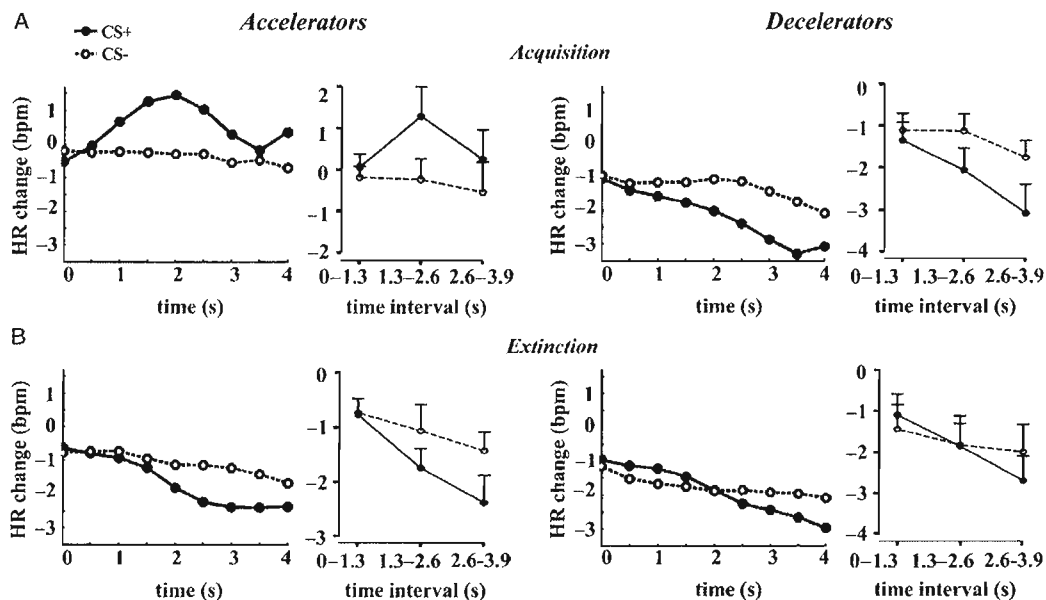 A
Accelerators
Decelerators
CS+
CS-
Acquisition
HR change (bpm)
1
0
−1
−2
−3
0 1 2 3 4
time (s)
2
1
0
−1
−2
0−1.3 1.3−2.6 2.6−3.9
time interval (s)
HR change (bpm)
1
0
−1
−2
−3
0 1 2 3 4
time (s)
0
−1
−2
−3
−4
0−1.3 1.3−2.6 2.6-3.9
time interval (s)
B
Extinction
HR change (bpm)
1
0
−1
−2
−3
0 1 2 3 4
time (s)
0
−1
−2
−3
0−1.3 1.3−2.6 2.6−3.9
time interval (s)
HR change (bpm)
1
0
−1
−2
−3
0 1 2 3 4
time (s)
0
−1
−2
−3
−4
0−1.3 1.3−2.6 2.6-3.9
time interval (s)